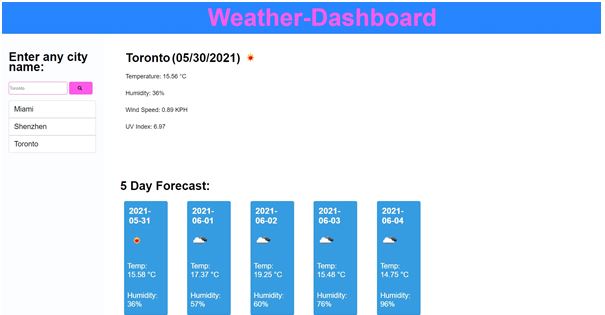 Weather-Dashboard
Enter any city
name:
Toronto
Miami
Shenzhen
Toronto
Toronto (05/30/2021)
Temperature: 15.56 °C
Humidity: 36%
Wind Speed: 0.89 KPH
UV Index: 6.97
5 Day Forecast:
2021-
05-31
Temp:
15.58 °C
Humidity:
36%
2021-
06-01
Temp:
17.37 °C
Humidity:
57%
2021-
06-02
Temp:
19.25 °C
Humidity:
60%
2021-
06-03
Temp:
15.48 °C
Humidity:
76%
2021-
06-04
Temp:
14.75 °C
Humidity:
96%